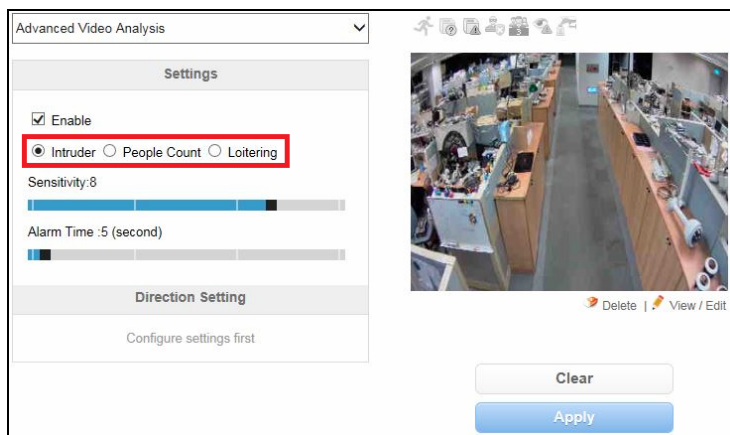 Advanced Video Analysis
Settings
Enable
Intruder People Count Loitering
Sensitivity:8
Alarm Time :5 (second)
Direction Setting
Configure settings first
Delete | View / Edit
Clear
Apply